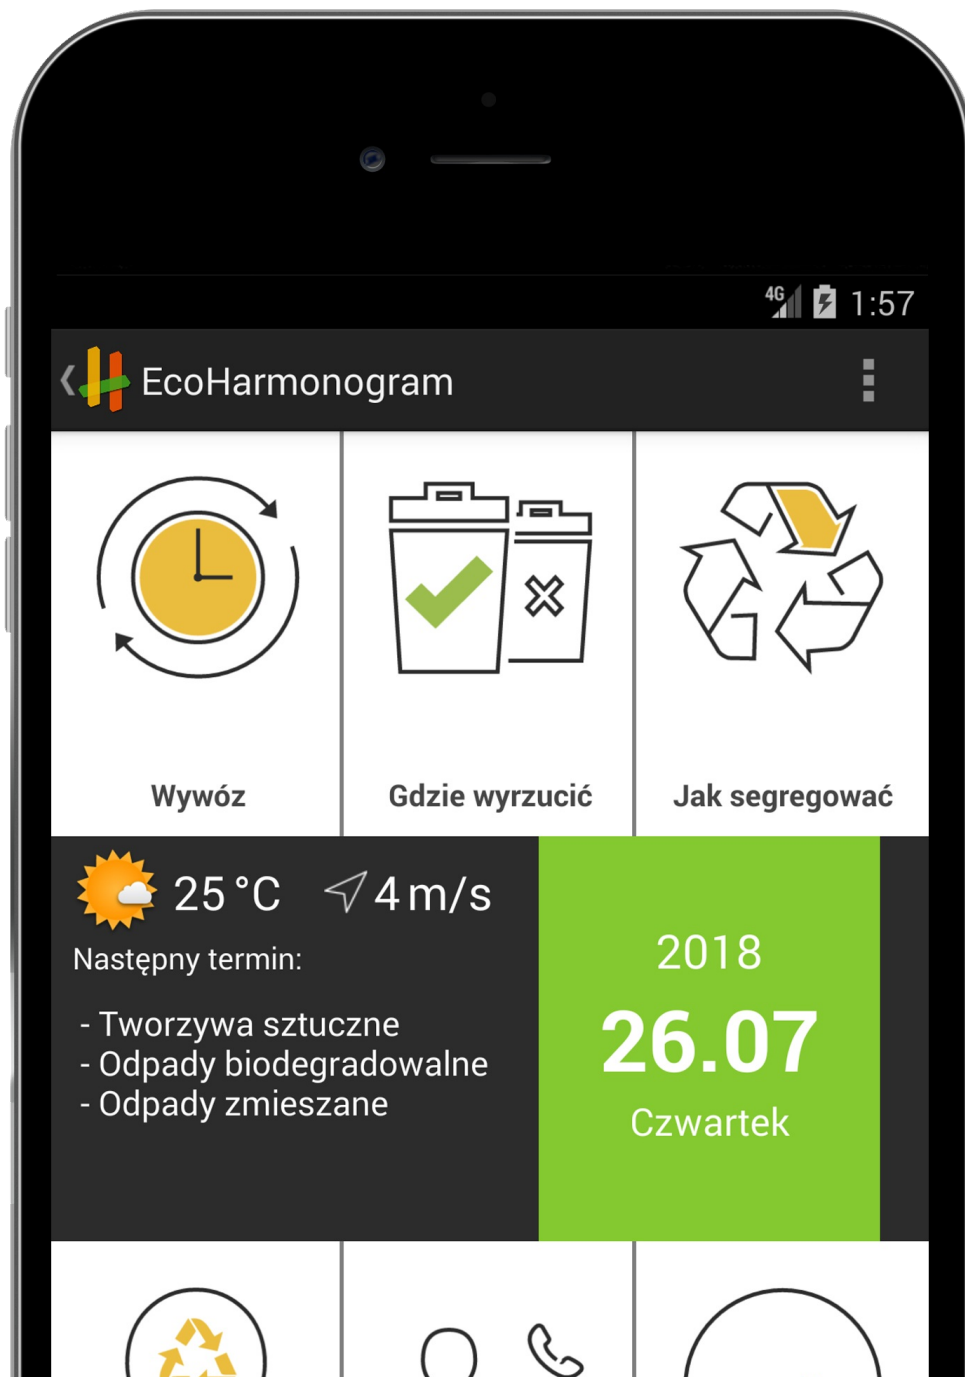 4G 1:57
EcoHarmonogram
Wywóz
Gdzie wyrzucić
Jak segregować
25 °C 4 m/s
Następny termin:
- Tworzywa sztuczne
- Odpady biodegradowalne
- Odpady zmieszane
2018
26.07
Czwartek